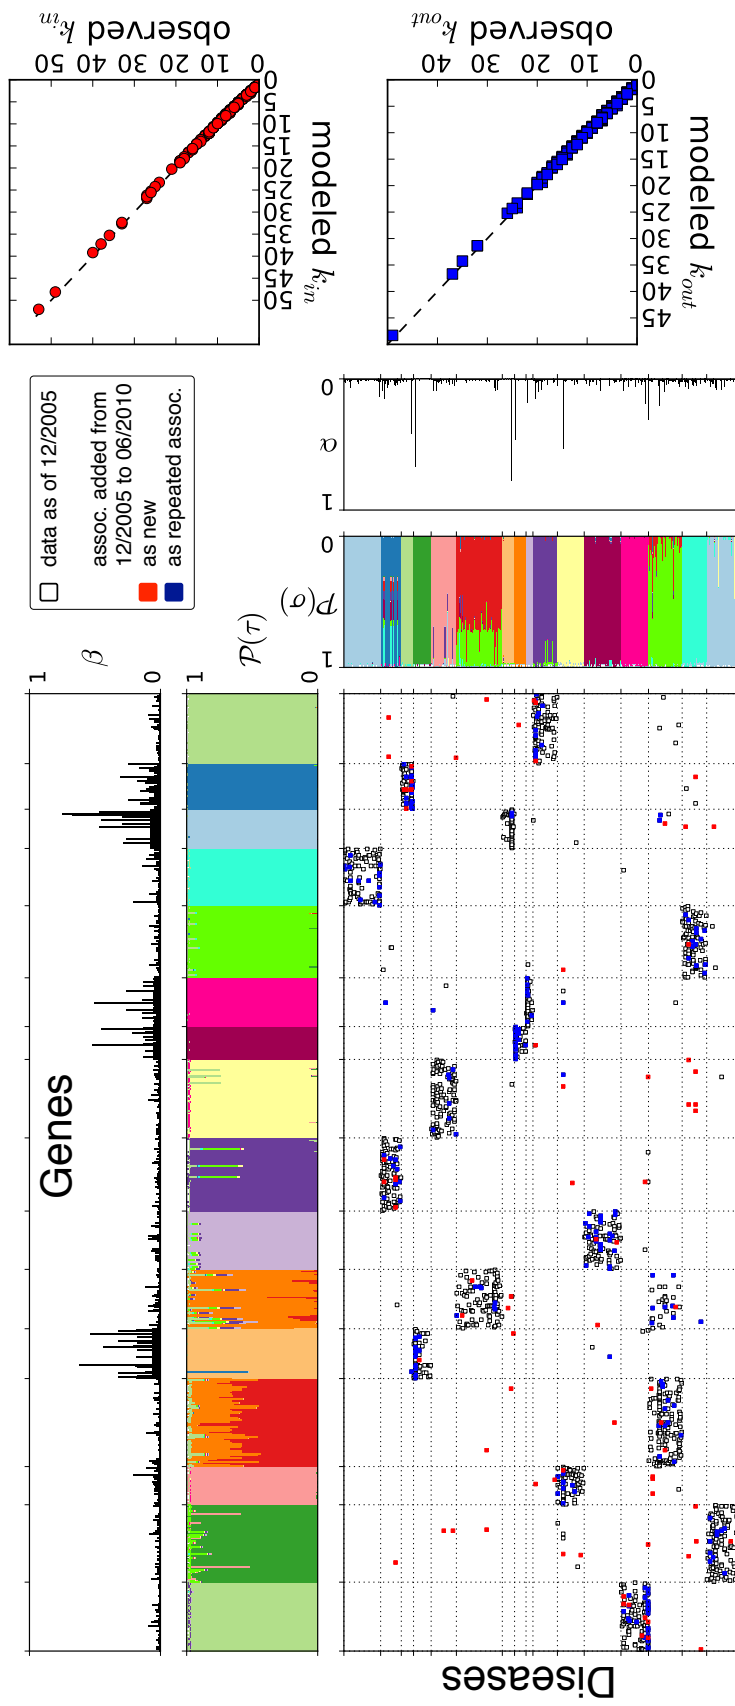 observed k_in
0 10 20 30 40 50
0 5 10 15 20 25 30 35 40 45 50
modeled k_in
observed k_out
0 10 20 30 40
0 5 10 15 20 25 30 35 40 45
modeled k_out
data as of 12/2005
assoc. added from
12/2005 to 06/2010
as new
as repeated assoc.
α
0
1
P(σ)
0
1
β
1
0
P(τ)
1
0
Genes
Diseases